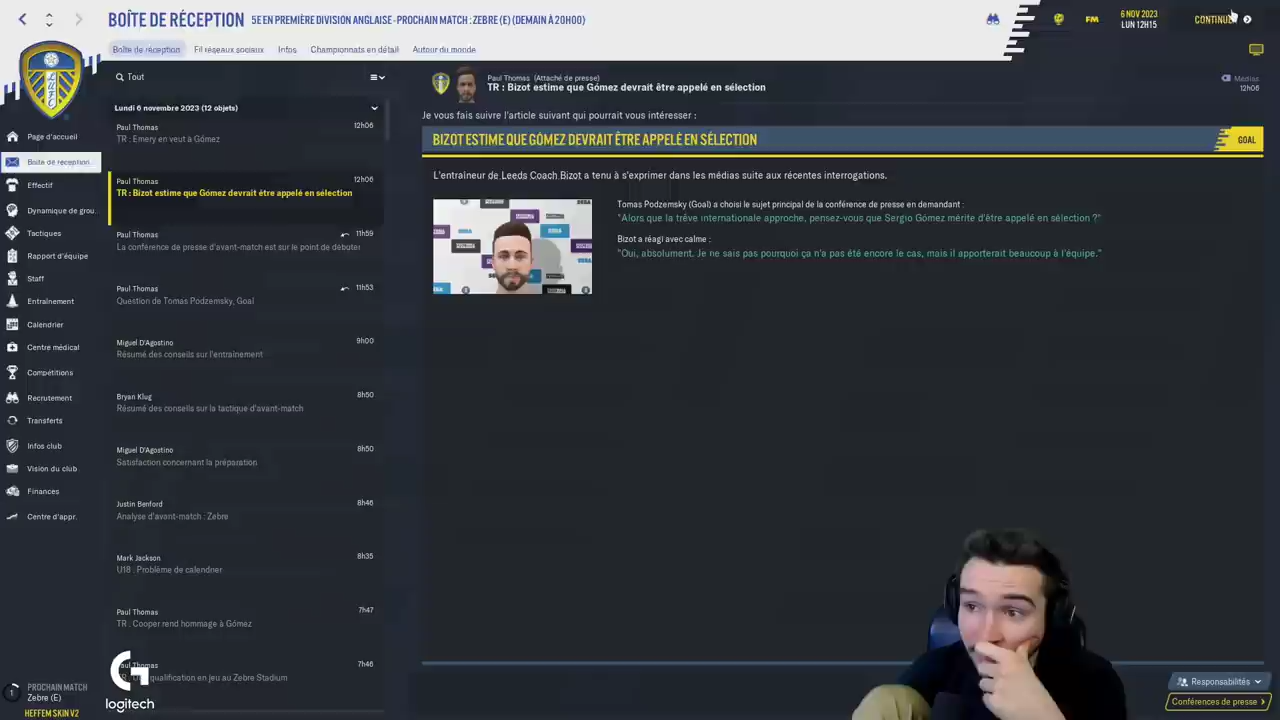 BOÎTE DE RÉCEPTION
5E EN PREMIÈRE DIVISION ANGLAISE - PROCHAIN MATCH : ZEBRE (E) (DEMAIN À 20H00)
FM
6 NOV 2023
LUN 12H15
CONTINUER
Boîte de réception
Fil réseaux sociaux
Infos
Championnats en détail
Autour du monde
Page d'accueil
Boîte de réception
Effectif
Dynamique de grou..
Tactiques
Rapport d'équipe
Staff
Entraînement
Calendrier
Centre médical
Compétitions
Recrutement
Transferts
Infos club
Vision du club
Finances
Centre d'appr.
1
PROCHAIN MATCH
Zebre (E)
HEFFEM SKIN V2
Tout
Lundi 6 novembre 2023 (12 objets)
Paul Thomas 12h06
TR : Emery en veut à Gómez
Paul Thomas 12h06
TR : Bizot estime que Gómez devrait être appelé en sélection
Paul Thomas 11h59
La conférence de presse d'avant-match est sur le point de débuter
Paul Thomas 11h53
Question de Tomas Podzemsky, Goal
Miguel D'Agostino 9h00
Résumé des conseils sur l'entraînement
Bryan Klug 8h50
Résumé des conseils sur la tactique d'avant-match
Miguel D'Agostino 8h50
Satisfaction concernant la préparation
Justin Benford 8h46
Analyse d'avant-match : Zebre
Mark Jackson 8h35
U18 : Problème de calendrier
Paul Thomas 7h47
TR : Cooper rend hommage à Gómez
Paul Thomas 7h46
qualification en jeu au Zebre Stadium
logitech
Paul Thomas (Attaché de presse)
TR : Bizot estime que Gómez devrait être appelé en sélection
Médias
12h06
Je vous fais suivre l'article suivant qui pourrait vous intéresser :
BIZOT ESTIME QUE GÓMEZ DEVRAIT ÊTRE APPELÉ EN SÉLECTION
GOAL
L'entraîneur de Leeds Coach Bizot a tenu à s'exprimer dans les médias suite aux récentes interrogations.
Tomas Podzemsky (Goal) a choisi le sujet principal de la conférence de presse en demandant :
"Alors que la trêve internationale approche, pensez-vous que Sergio Gómez mérite d'être appelé en sélection ?"
Bizot a réagi avec calme :
"Oui, absolument. Je ne sais pas pourquoi ça n'a pas été encore le cas, mais il apporterait beaucoup à l'équipe."
Responsabilités
Conférences de presse